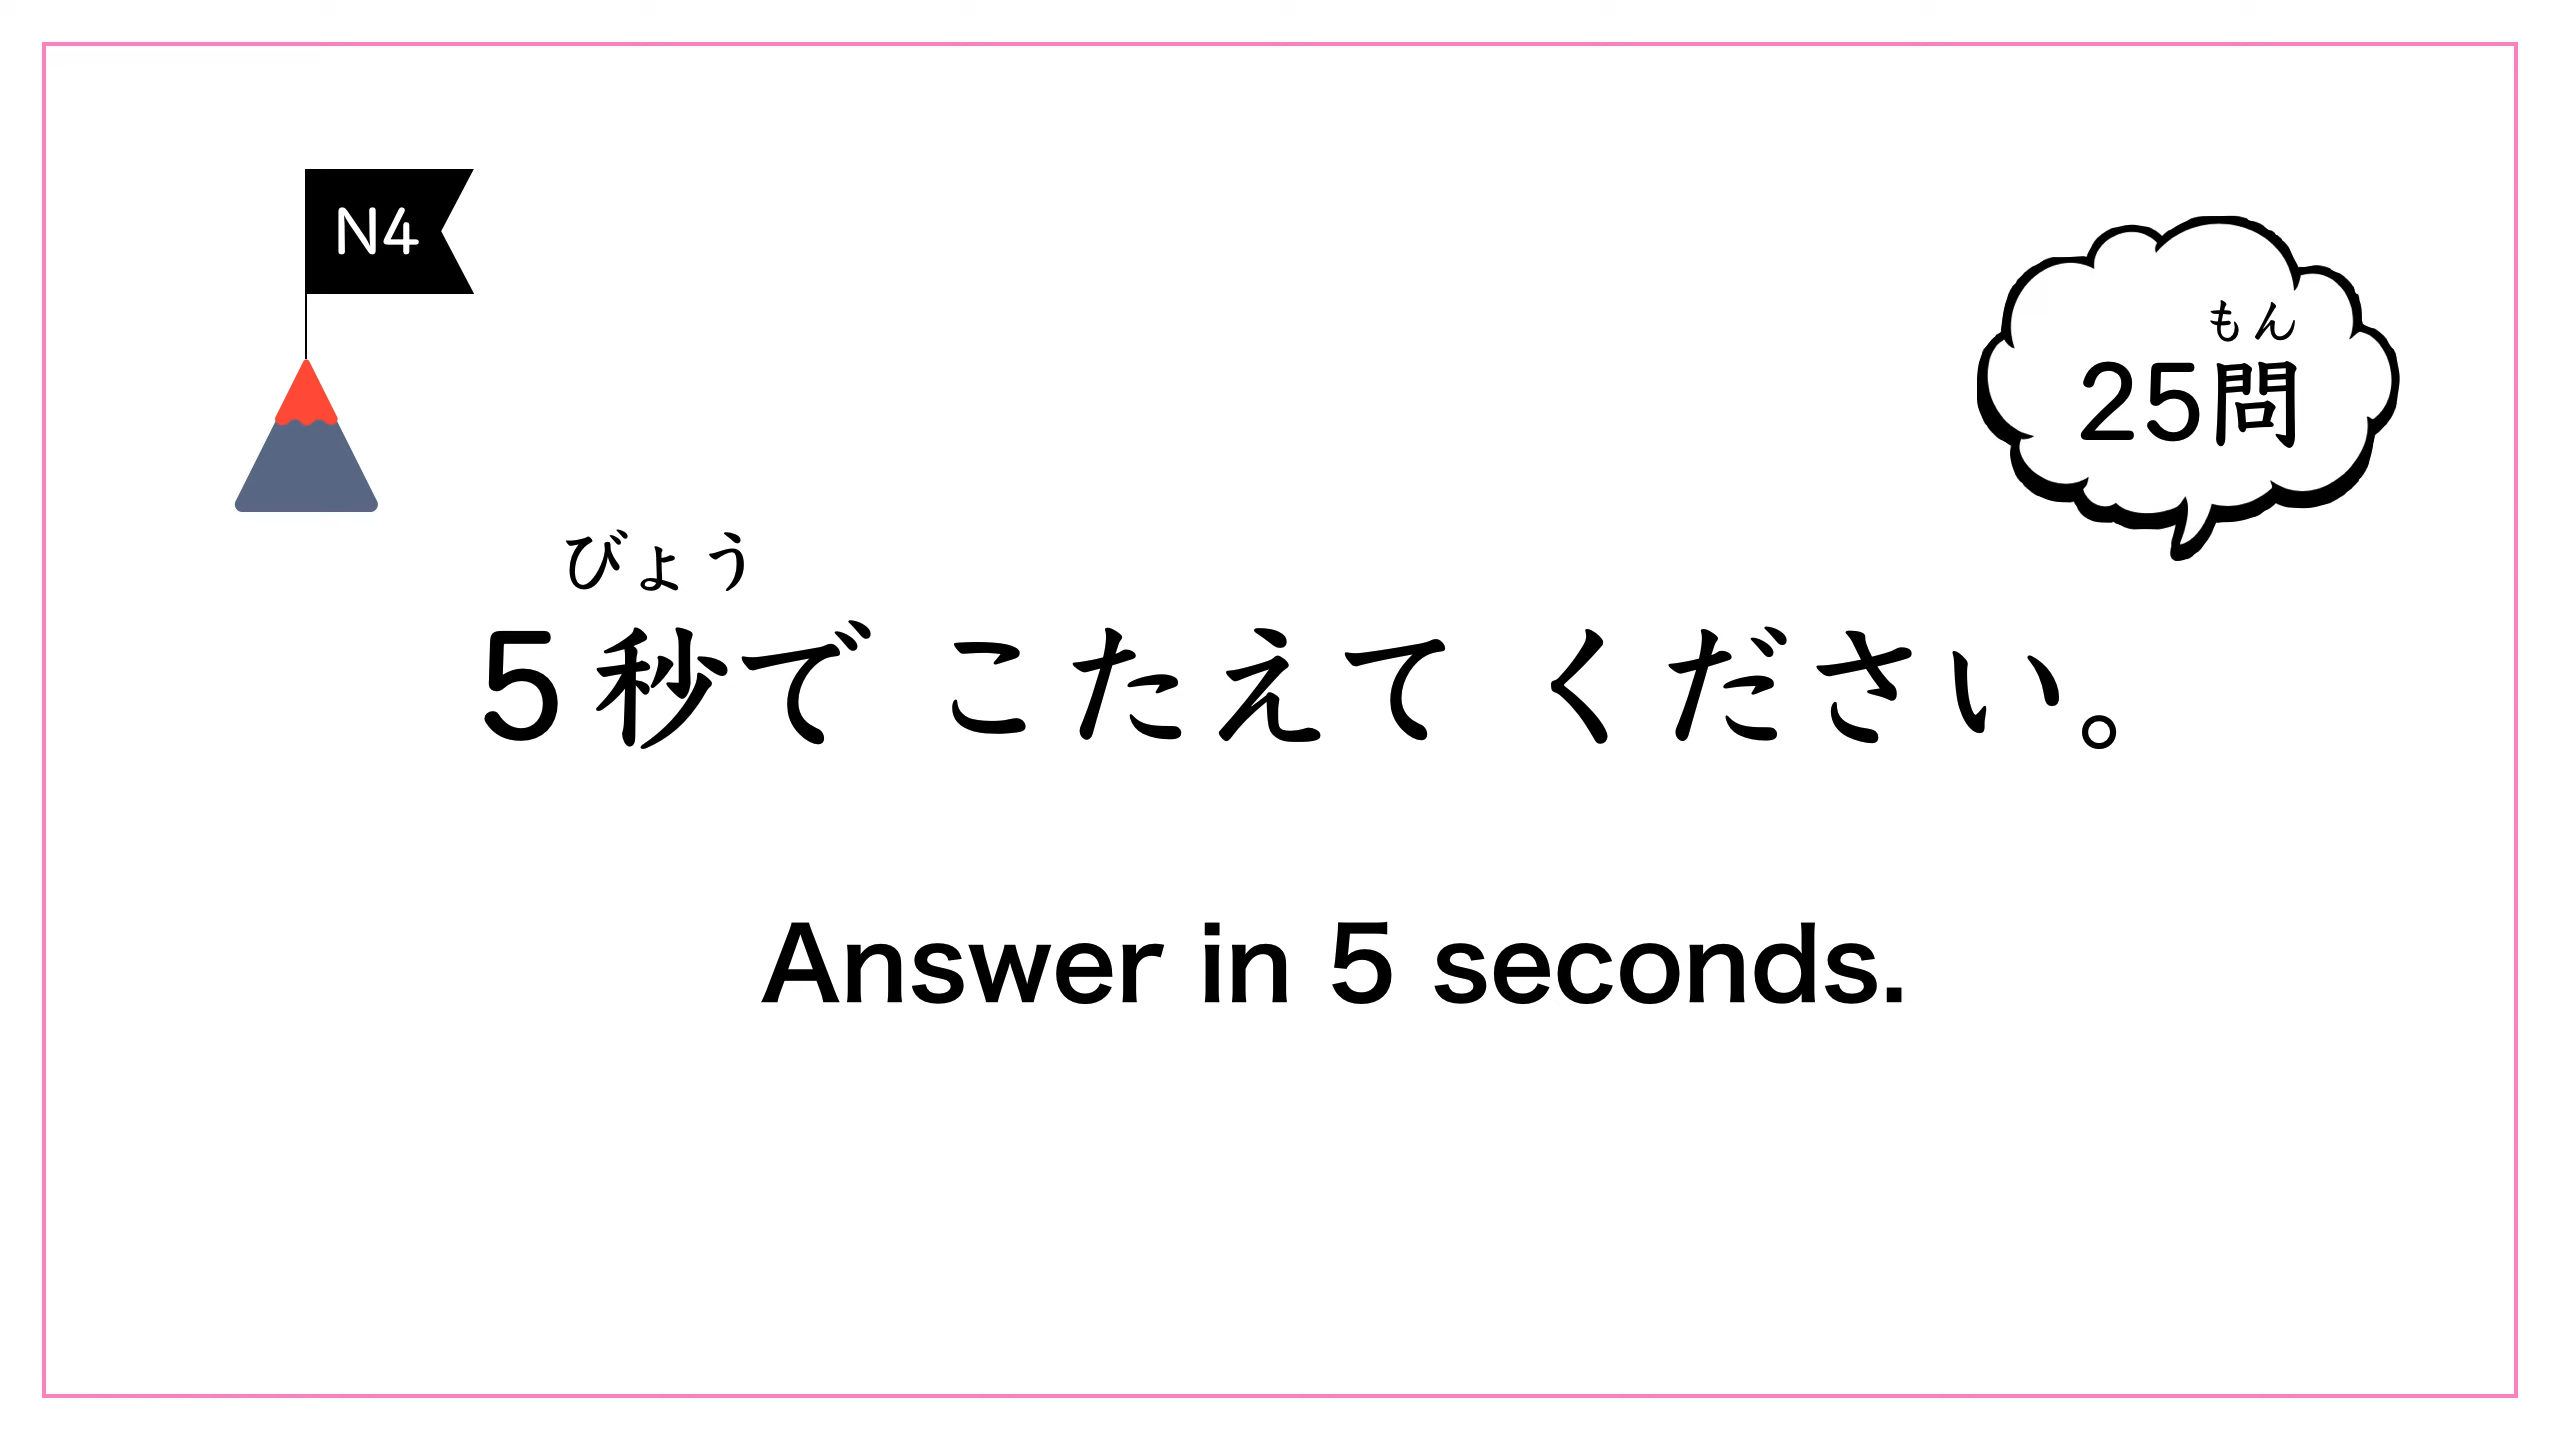 N4
もん
25問
びょう
5秒で こたえて ください。
Answer in 5 seconds.